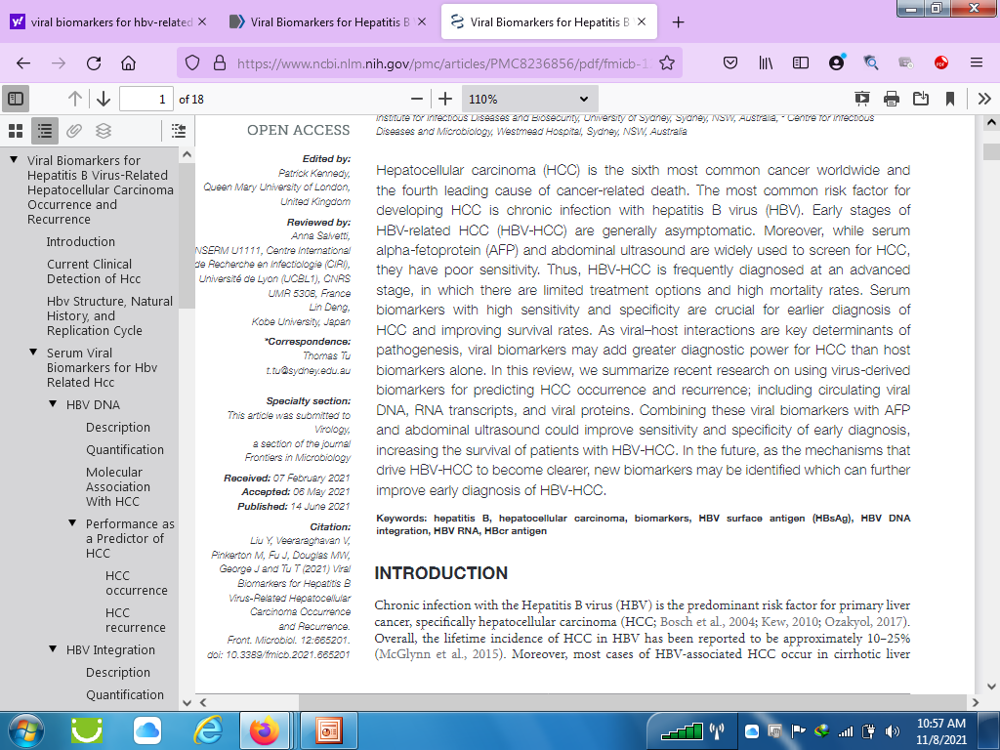 viral biomarkers for hbv-related
Viral Biomarkers for Hepatitis B
Viral Biomarkers for Hepatitis B
https://www.ncbi.nlm.nih.gov/pmc/articles/PMC8236856/pdf/fmicb-1
1 of 18
110%
Viral Biomarkers for
Hepatitis B Virus-Related
Hepatocellular Carcinoma
Occurrence and
Recurrence
Introduction
Current Clinical
Detection of Hcc
Hbv Structure, Natural
History, and
Replication Cycle
Serum Viral
Biomarkers for Hbv
Related Hcc
HBV DNA
Description
Quantification
Molecular
Association
With HCC
Performance as
a Predictor of
HCC
HCC
occurrence
HCC
recurrence
HBV Integration
Description
Quantification
OPEN ACCESS
Edited by:
Patrick Kennedy,
Queen Mary University of London,
United Kingdom
Reviewed by:
Anna Salvetti,
NSERM U1111, Centre International
de Recherche en Infectiologie (CIRI),
Université de Lyon (UCBL1), CNRS
UMR 5308, France
Lin Deng,
Kobe University, Japan
*Correspondence:
Thomas Tu
t.tu@sydney.edu.au
Specialty section:
This article was submitted to
Virology,
a section of the journal
Frontiers in Microbiology
Received: 07 February 2021
Accepted: 06 May 2021
Published: 14 June 2021
Citation:
Liu Y, Veeraraghavan V,
Pinkerton M, Fu J, Douglas MW,
George J and Tu T (2021) Viral
Biomarkers for Hepatitis B
Virus-Related Hepatocellular
Carcinoma Occurrence
and Recurrence.
Front. Microbiol. 12:665201.
doi: 10.3389/fmicb.2021.665201
Institute for Infectious Diseases and Biosecurity, University of Sydney, Sydney, NSW, Australia, Centre for Infectious
Diseases and Microbiology, Westmead Hospital, Sydney, NSW, Australia
Hepatocellular carcinoma (HCC) is the sixth most common cancer worldwide and
the fourth leading cause of cancer-related death. The most common risk factor for
developing HCC is chronic infection with hepatitis B virus (HBV). Early stages of
HBV-related HCC (HBV-HCC) are generally asymptomatic. Moreover, while serum
alpha-fetoprotein (AFP) and abdominal ultrasound are widely used to screen for HCC,
they have poor sensitivity. Thus, HBV-HCC is frequently diagnosed at an advanced
stage, in which there are limited treatment options and high mortality rates. Serum
biomarkers with high sensitivity and specificity are crucial for earlier diagnosis of
HCC and improving survival rates. As viral–host interactions are key determinants of
pathogenesis, viral biomarkers may add greater diagnostic power for HCC than host
biomarkers alone. In this review, we summarize recent research on using virus-derived
biomarkers for predicting HCC occurrence and recurrence; including circulating viral
DNA, RNA transcripts, and viral proteins. Combining these viral biomarkers with AFP
and abdominal ultrasound could improve sensitivity and specificity of early diagnosis,
increasing the survival of patients with HBV-HCC. In the future, as the mechanisms that
drive HBV-HCC to become clearer, new biomarkers may be identified which can further
improve early diagnosis of HBV-HCC.
Keywords: hepatitis B, hepatocellular carcinoma, biomarkers, HBV surface antigen (HBsAg), HBV DNA
integration, HBV RNA, HBcr antigen
INTRODUCTION
Chronic infection with the Hepatitis B virus (HBV) is the predominant risk factor for primary liver
cancer, specifically hepatocellular carcinoma (HCC; Bosch et al., 2004; Kew, 2010; Ozakyol, 2017).
Overall, the lifetime incidence of HCC in HBV has been reported to be approximately 10–25%
(McGlynn et al., 2015). Moreover, most cases of HBV-associated HCC occur in cirrhotic liver
10:57 AM
11/8/2021